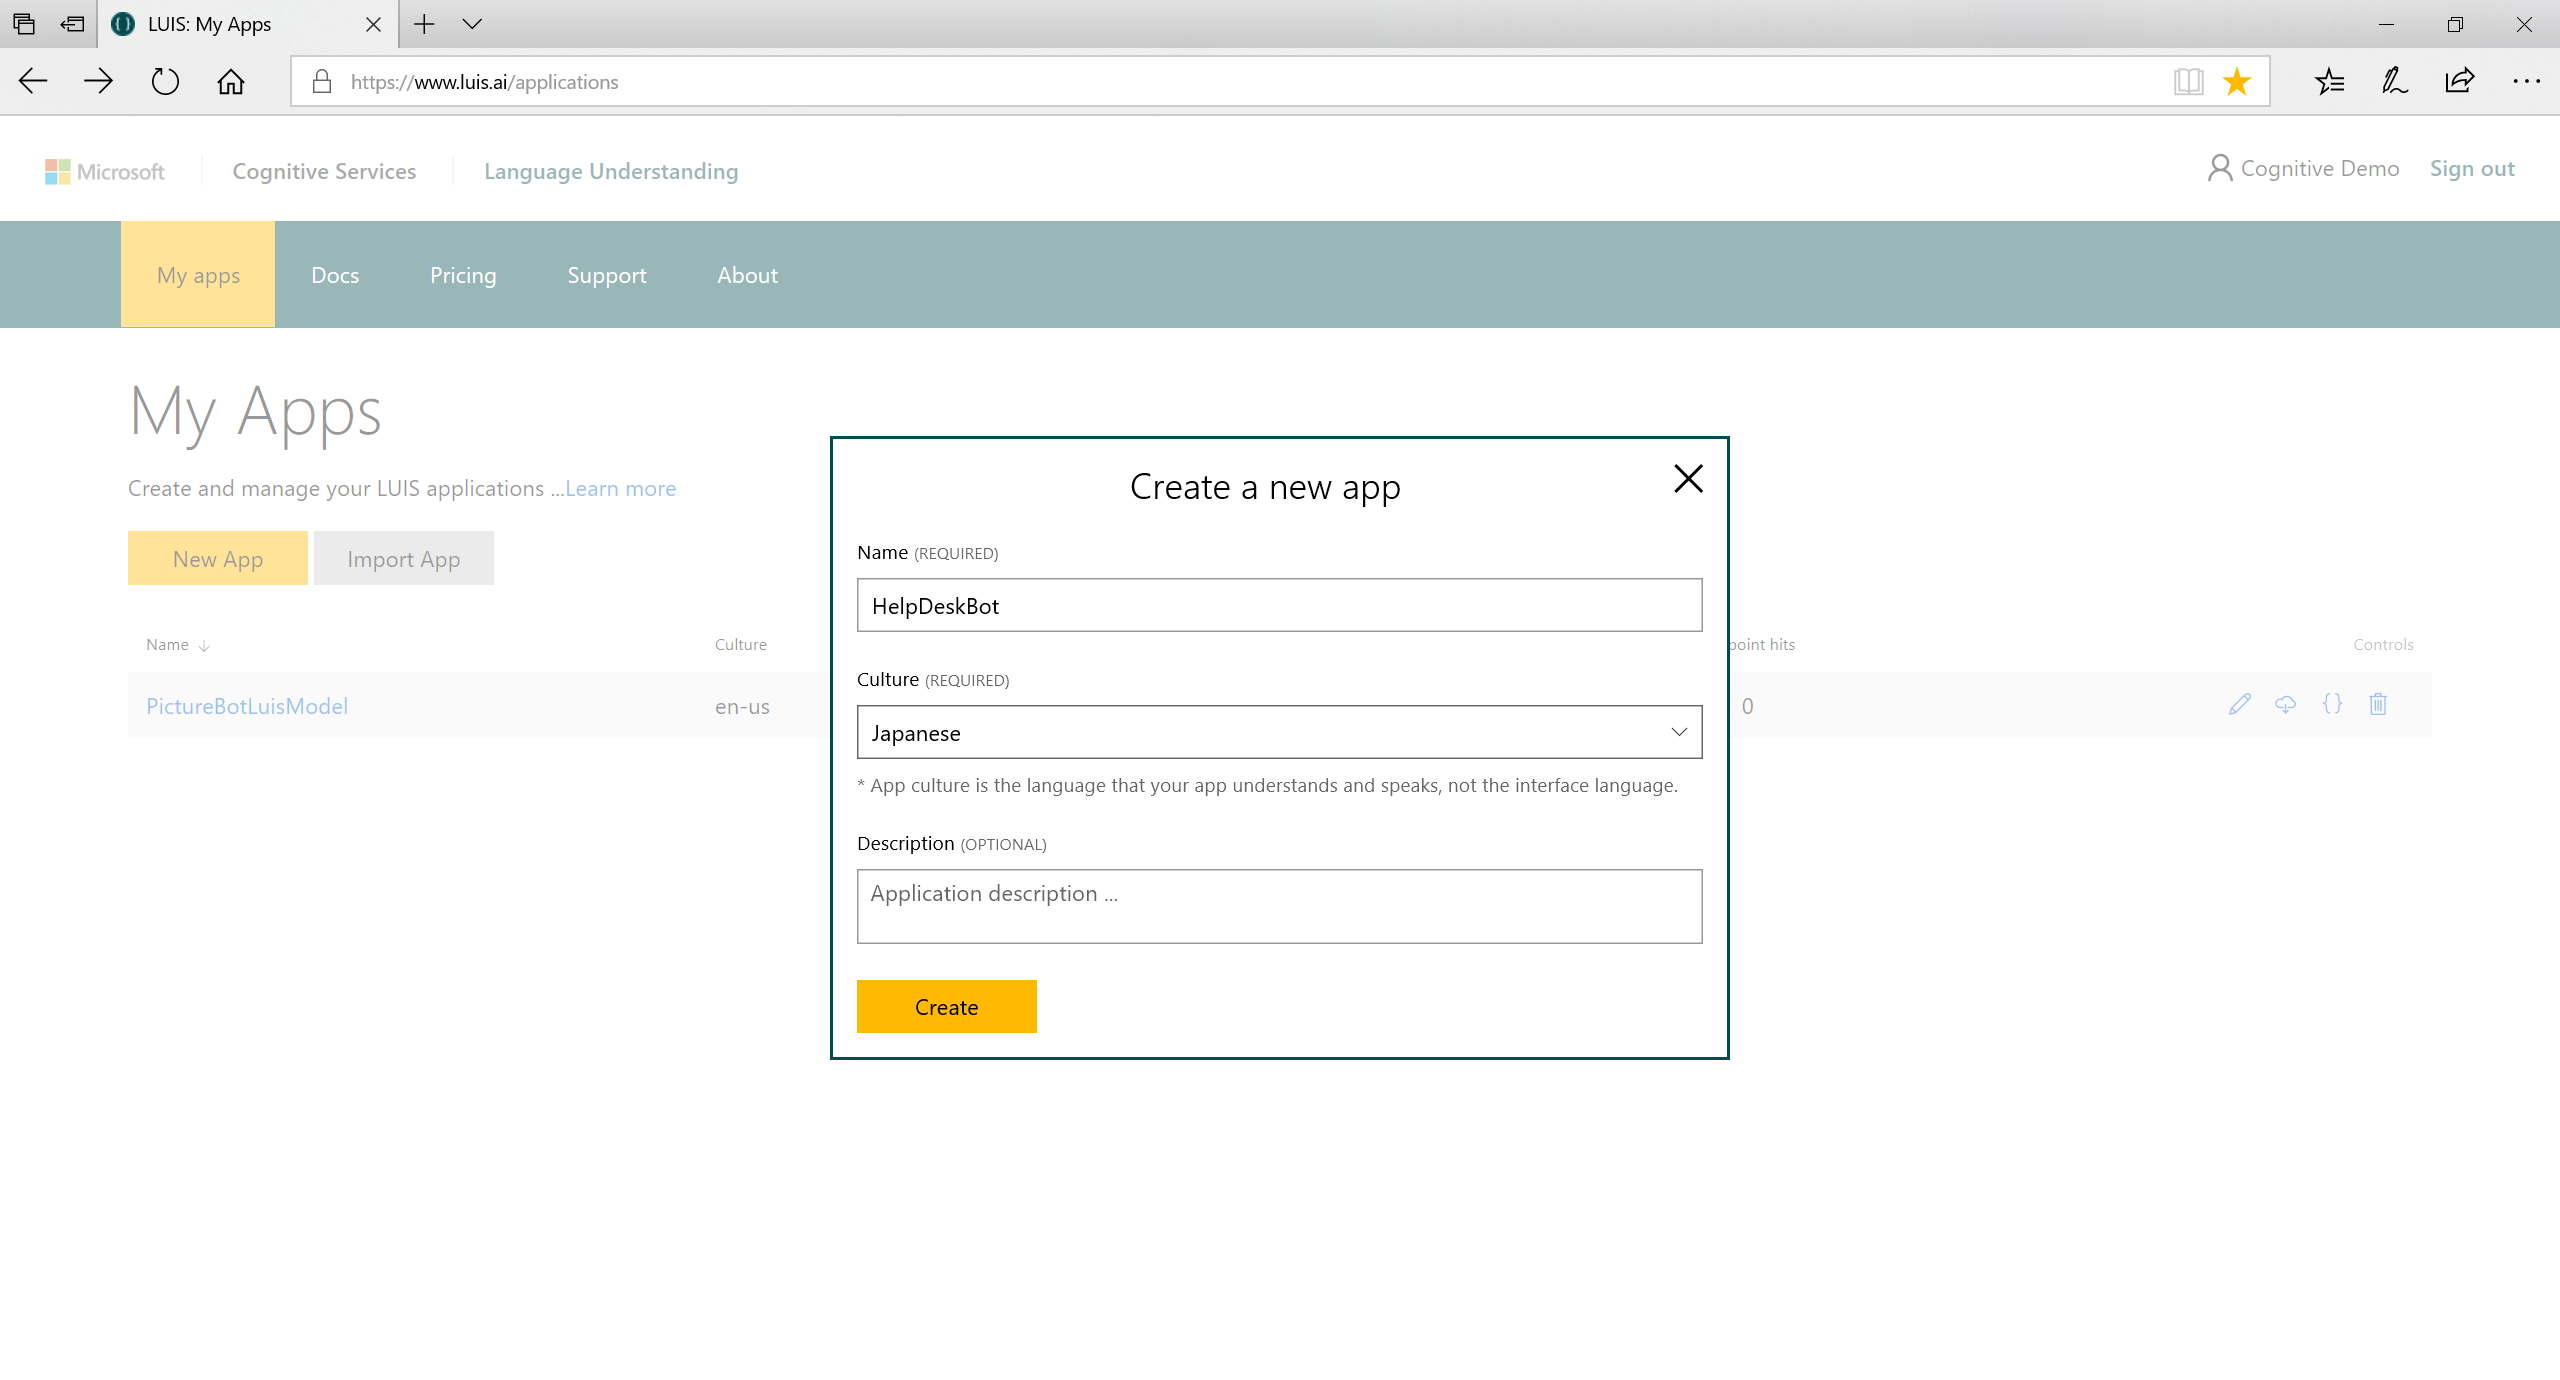 LUIS: My Apps
https://www.luis.ai/applications
Microsoft
Cognitive Services
Language Understanding
Cognitive Demo
Sign out
My apps
Docs
Pricing
Support
About
My Apps
Create and manage your LUIS applications ...Learn more
New App
Import App
Name
Culture
point hits
Controls
PictureBotLuisModel
en-us
0
Create a new app
Name (REQUIRED)
HelpDeskBot
Culture (REQUIRED)
Japanese
* App culture is the language that your app understands and speaks, not the interface language.
Description (OPTIONAL)
Application description ...
Create